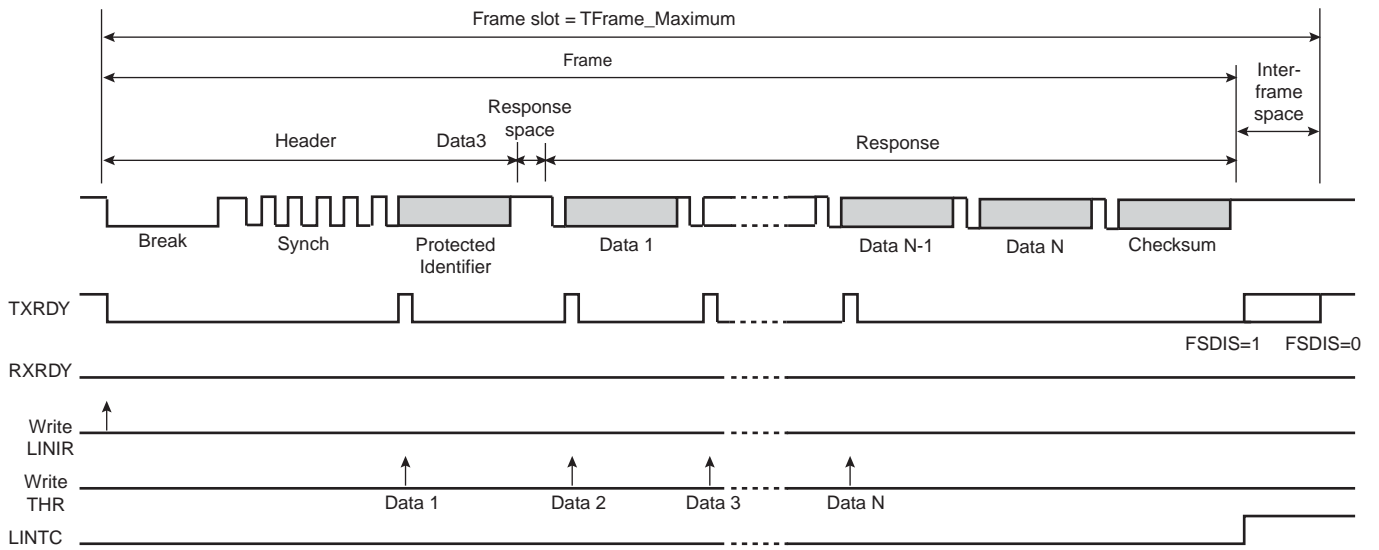 Frame slot = TFrame_Maximum
Frame
Inter-
frame
space
Response
space
Header
Data3
Response
Break
Synch
Protected
Identifier
Data 1
Data N-1
Data N
Checksum
TXRDY
FSDIS=1
FSDIS=0
RXRDY
Write
LINIR
Write
THR
Data 1
Data 2
Data 3
Data N
LINTC